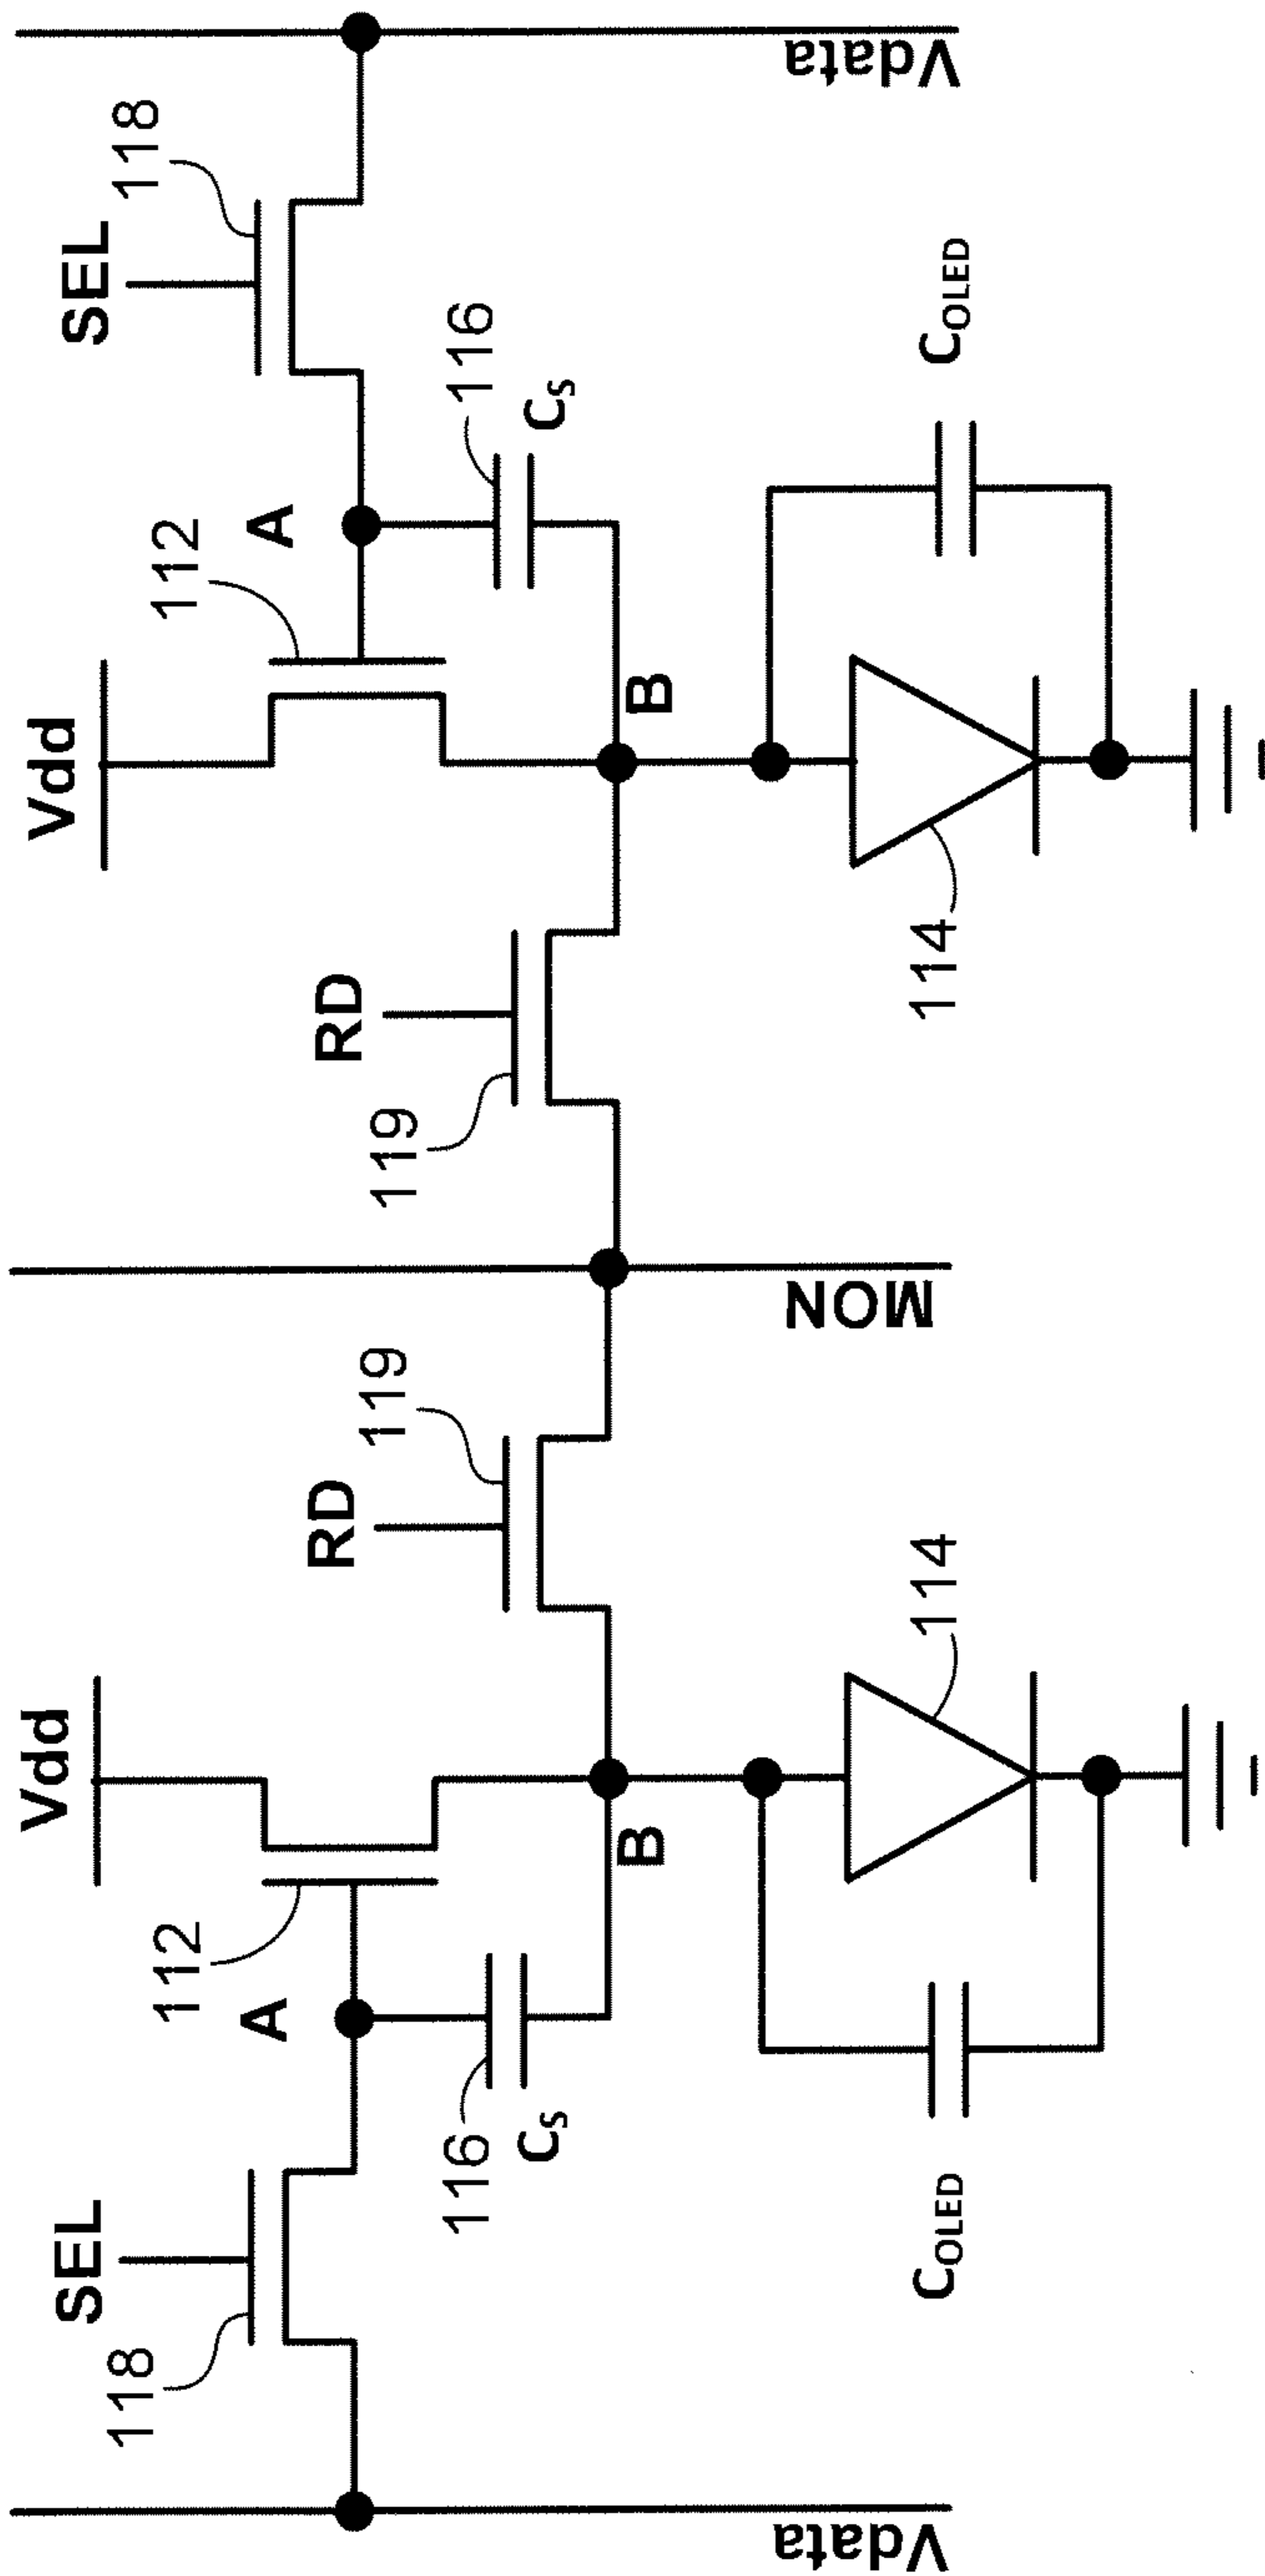 Vdd
Vdd
SEL
118
112
A
RD
119
RD
119
112
A
SEL
118
116
Cs
B
B
116
Cs
Vdata
MON
Vdata
COLED
114
114
COLED